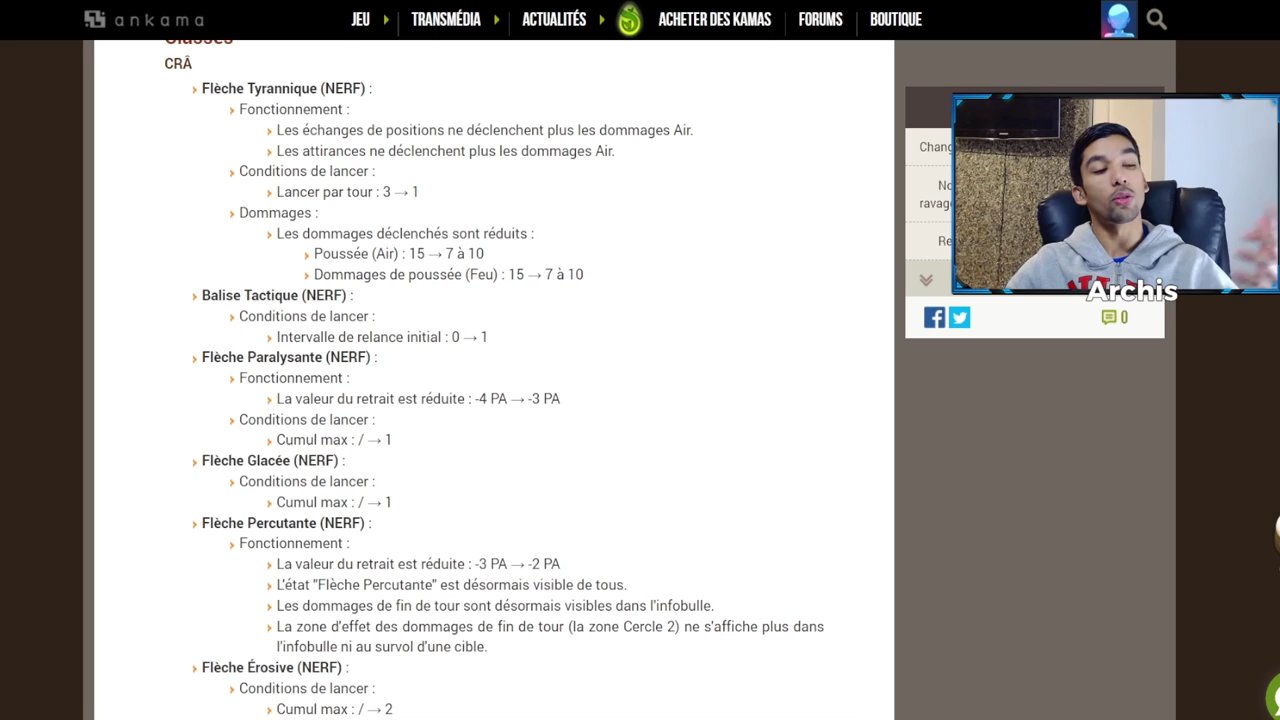 ankama
JEU
TRANSMÉDIA
ACTUALITÉS
ACHETER DES KAMAS
FORUMS
BOUTIQUE
Classes
CRÂ
Flèche Tyrannique (NERF) :
Fonctionnement :
Les échanges de positions ne déclenchent plus les dommages Air.
Les attirances ne déclenchent plus les dommages Air.
Conditions de lancer :
Lancer par tour : 3 → 1
Dommages :
Les dommages déclenchés sont réduits :
Poussée (Air) : 15 → 7 à 10
Dommages de poussée (Feu) : 15 → 7 à 10
Balise Tactique (NERF) :
Conditions de lancer :
Intervalle de relance initial : 0 → 1
Flèche Paralysante (NERF) :
Fonctionnement :
La valeur du retrait est réduite : -4 PA → -3 PA
Conditions de lancer :
Cumul max : / → 1
Flèche Glacée (NERF) :
Conditions de lancer :
Cumul max : / → 1
Flèche Percutante (NERF) :
Fonctionnement :
La valeur du retrait est réduite : -3 PA → -2 PA
L'état "Flèche Percutante" est désormais visible de tous.
Les dommages de fin de tour sont désormais visibles dans l'infobulle.
La zone d'effet des dommages de fin de tour (la zone Cercle 2) ne s'affiche plus dans
l'infobulle ni au survol d'une cible.
Flèche Érosive (NERF) :
Conditions de lancer :
Cumul max : / → 2
Chang
No
ravage
Re
Archis
0